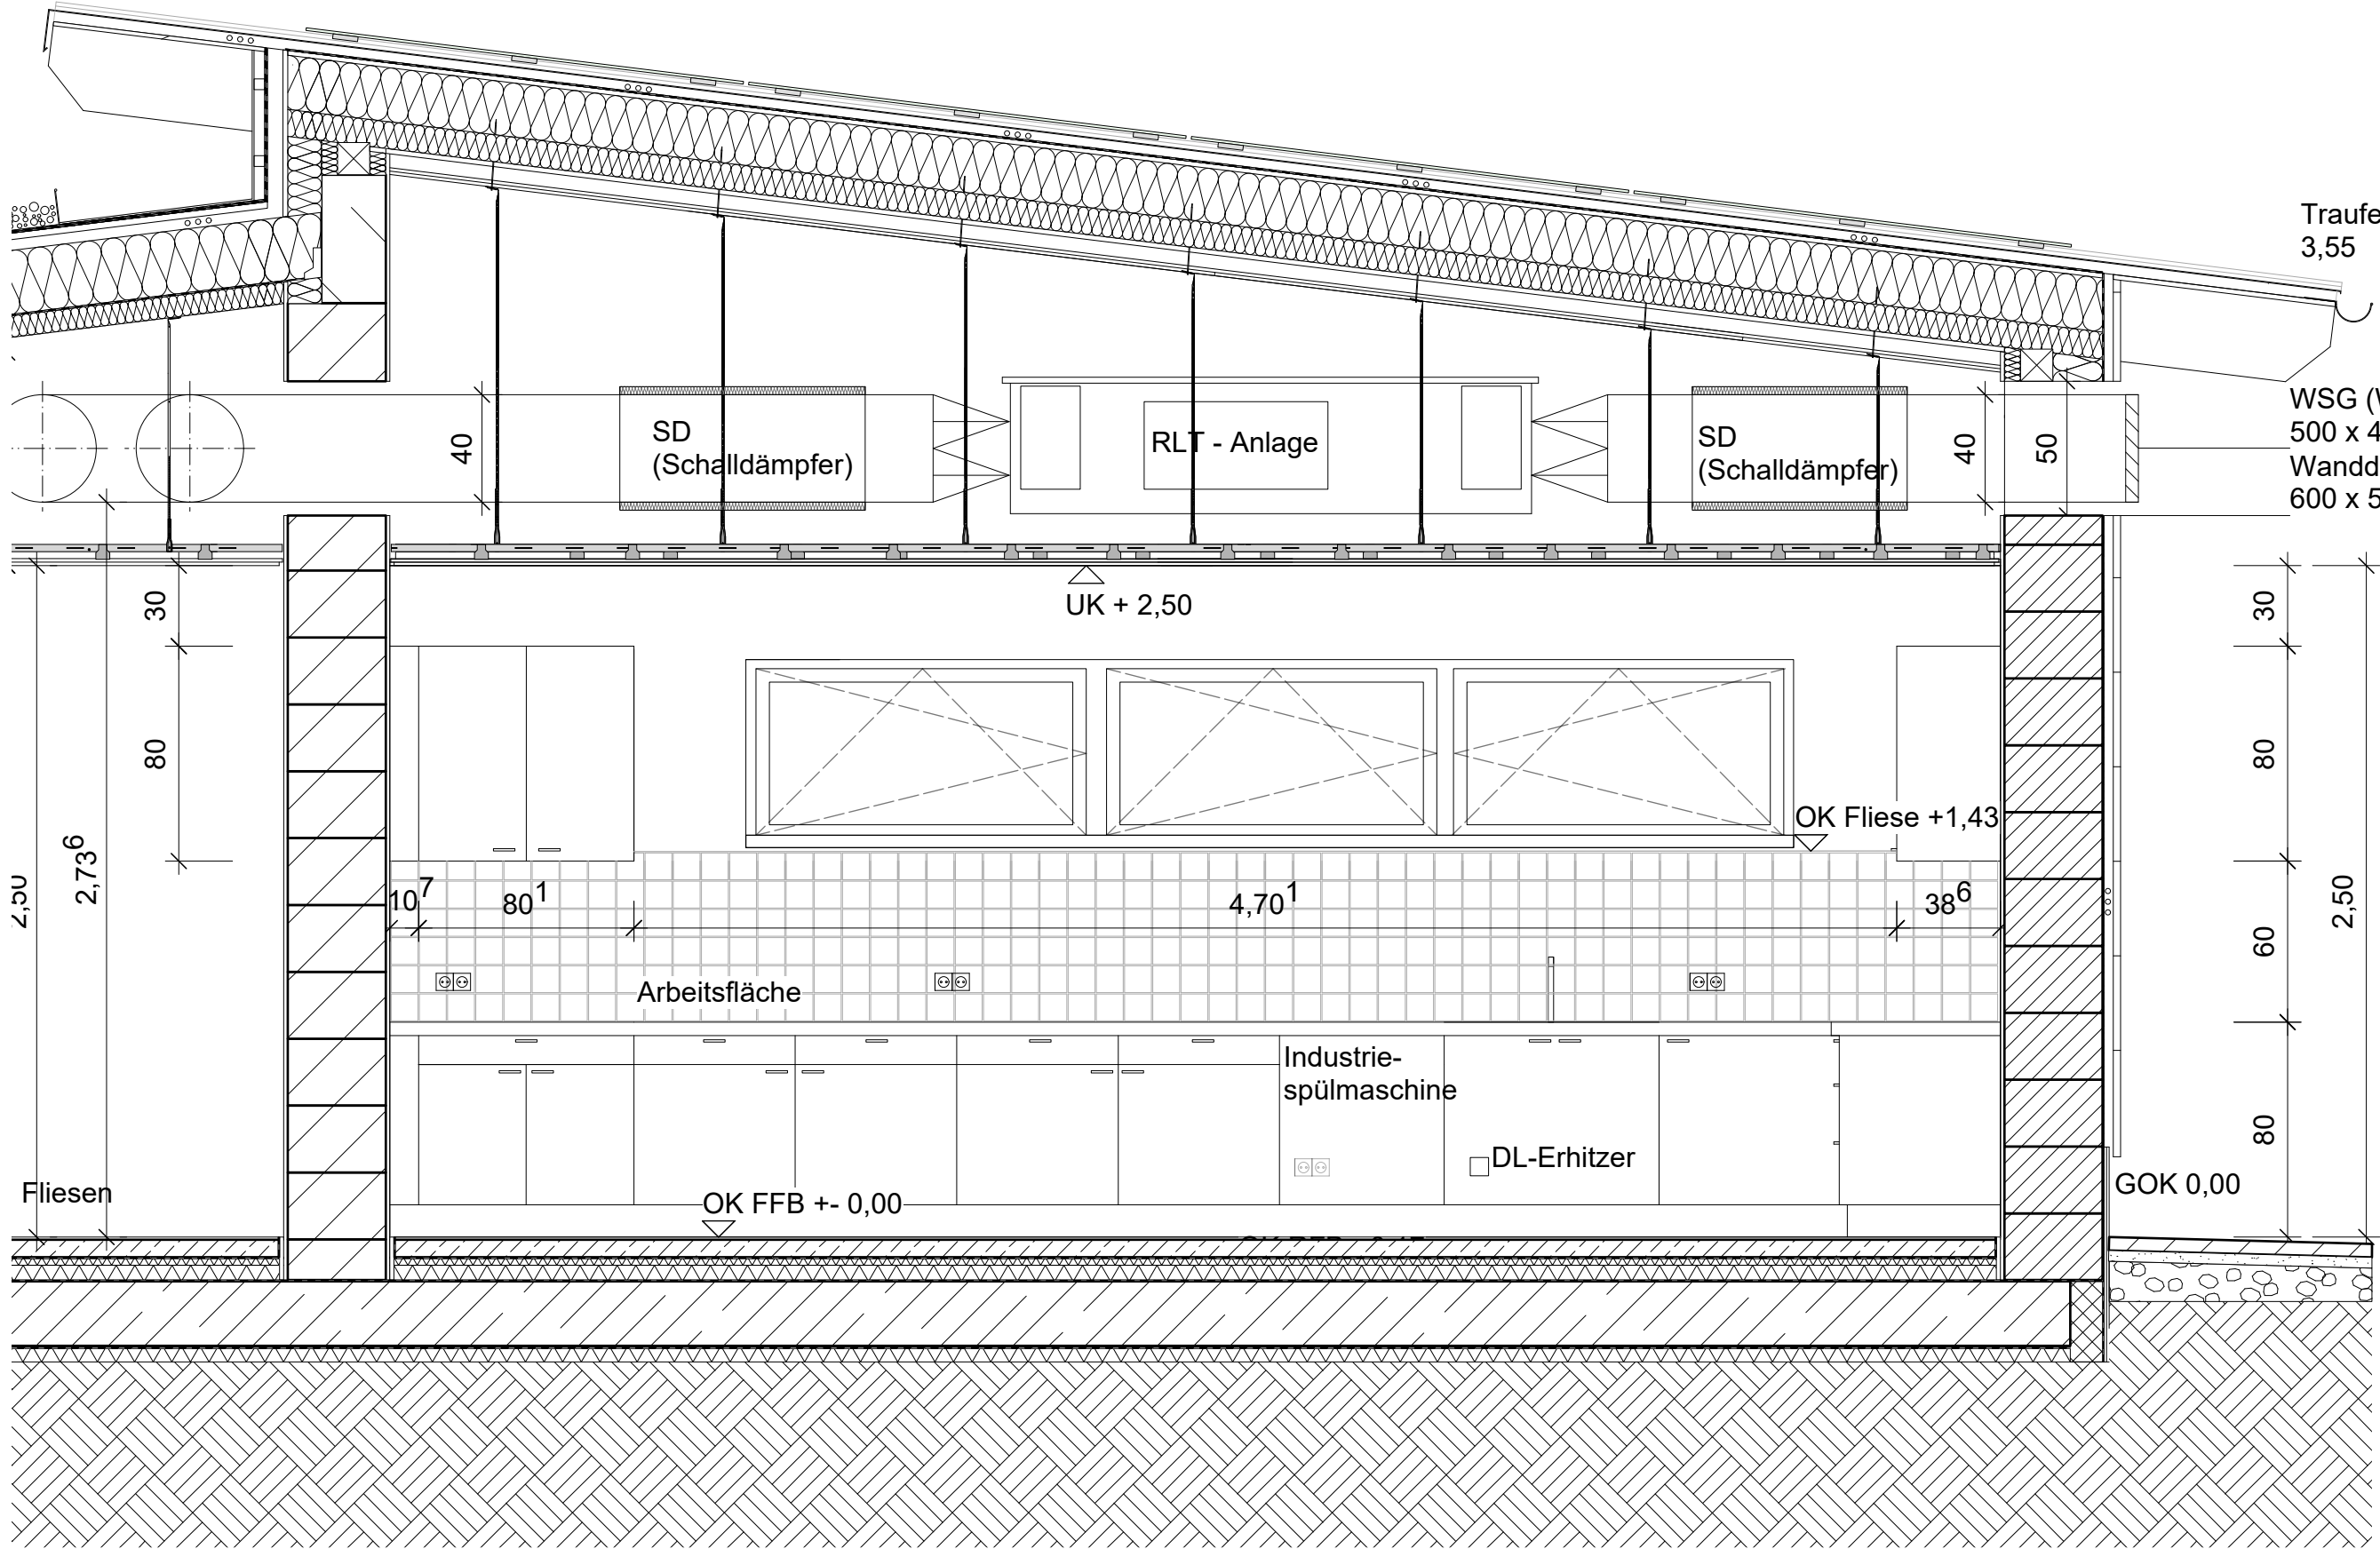 Traufe
3,55
WSG (
500 x 4
Wandd
600 x 5
40
SD
(Schalldämpfer)
RLT - Anlage
SD
(Schalldämpfer)
40
50
UK + 2,50
30
80
2,73⁶
2,50
30
80
60
80
2,50
OK Fliese +1,43
10⁷
80¹
4,70¹
38⁶
Arbeitsfläche
Industrie-
spülmaschine
DL-Erhitzer
Fliesen
OK FFB +- 0,00
GOK 0,00